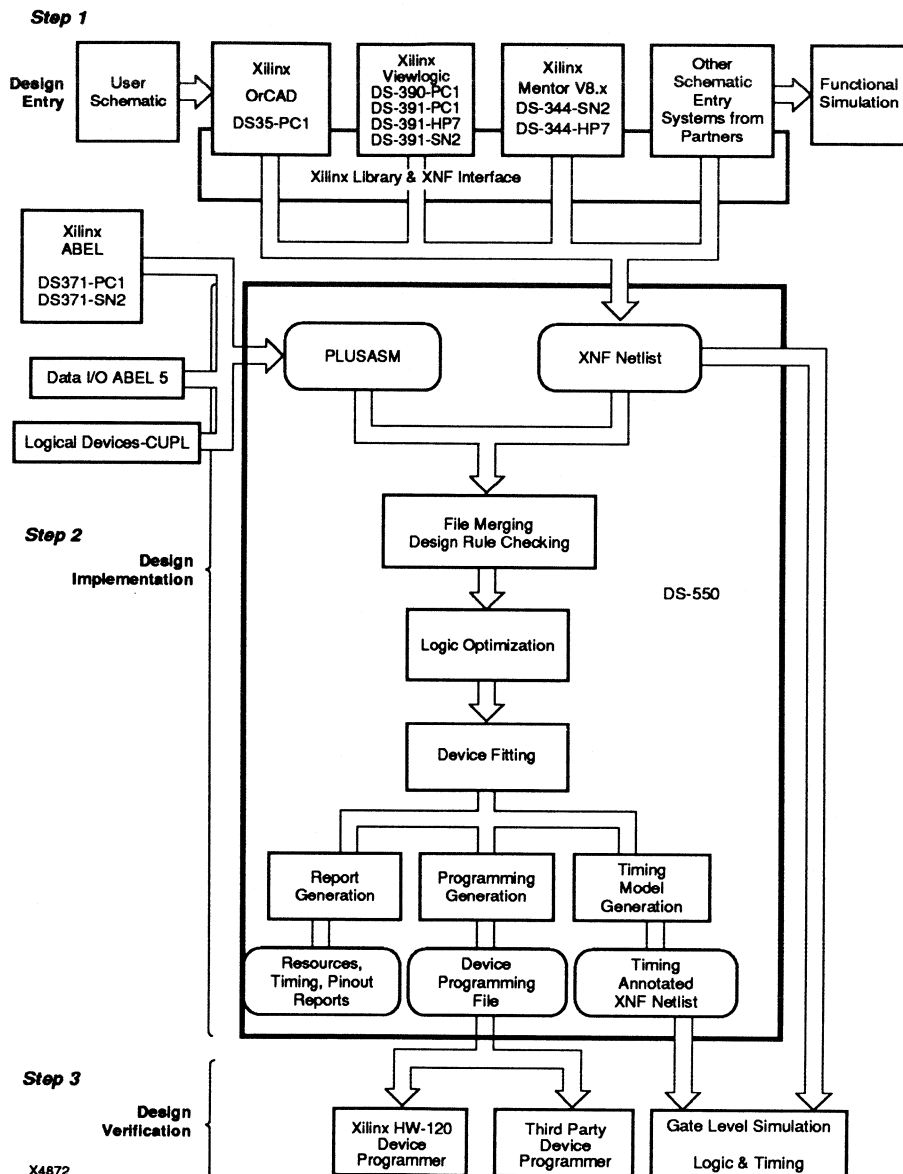 Step 1
Design
Entry
User
Schematic
Xilinx
OrCAD
DS35-PC1
Xilinx
Viewlogic
DS-390-PC1
DS-391-PC1
DS-391-HP7
DS-391-SN2
Xilinx
Mentor V8.x
DS-344-SN2
DS-344-HP7
Other
Schematic
Entry
Systems from
Partners
Functional
Simulation
Xilinx Library & XNF Interface
Xilinx
ABEL
DS371-PC1
DS371-SN2
Data I/O ABEL 5
Logical Devices-CUPL
PLUSASM
XNF Netlist
Step 2
Design
Implementation
File Merging
Design Rule Checking
DS-550
Logic Optimization
Device Fitting
Report
Generation
Programming
Generation
Timing
Model
Generation
Resources,
Timing, Pinout
Reports
Device
Programming
File
Timing
Annotated
XNF Netlist
Step 3
Design
Verification
Xilinx HW-120
Device
Programmer
Third Party
Device
Programmer
Gate Level Simulation
Logic & Timing
X4872